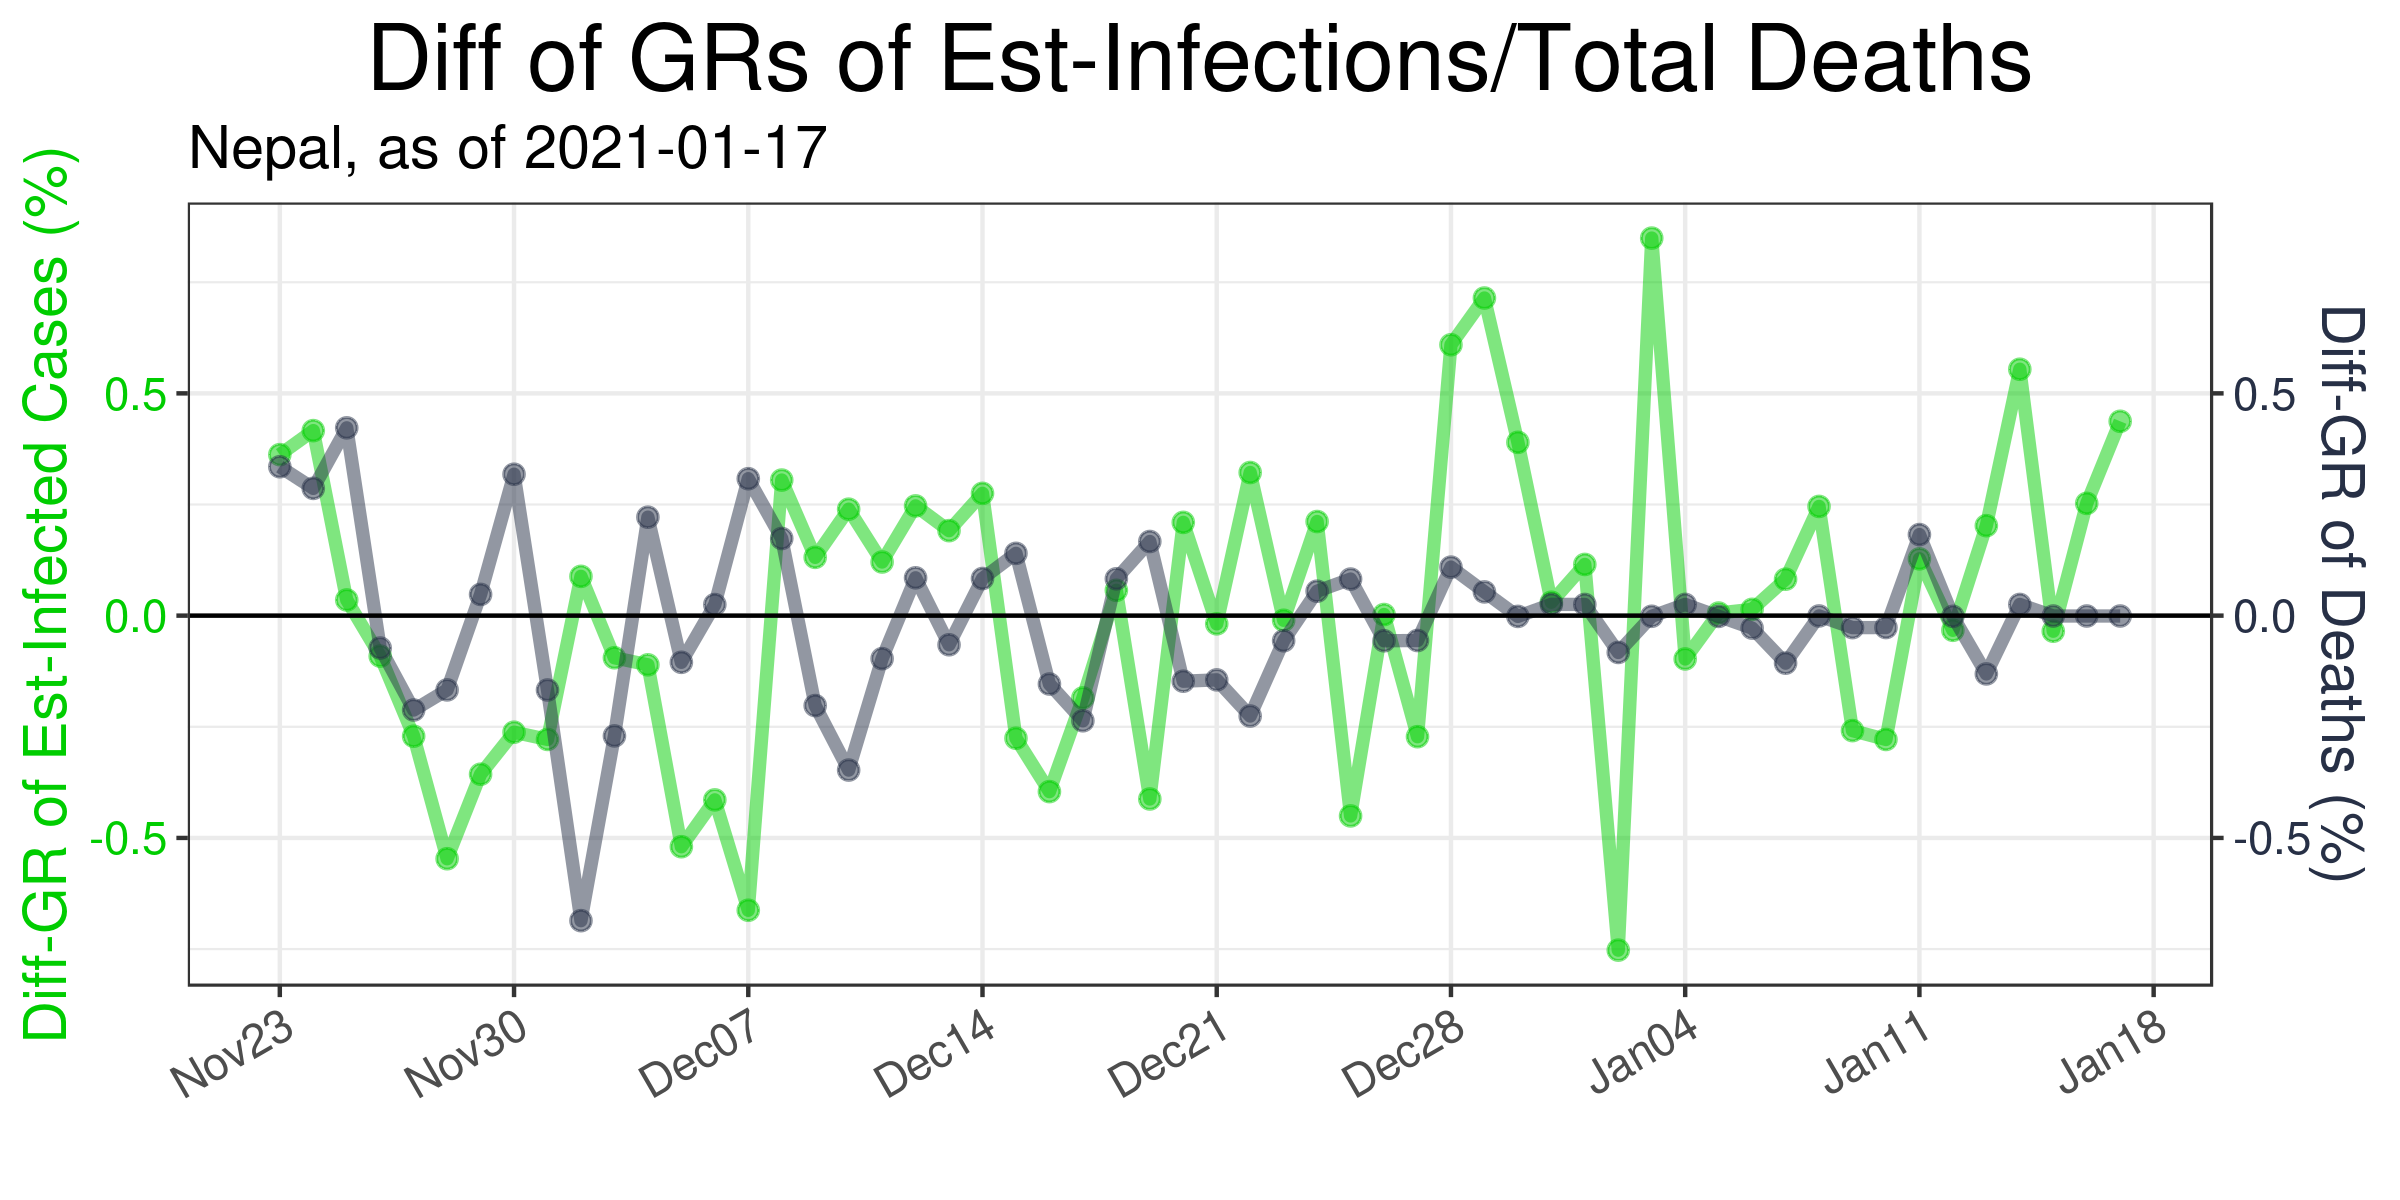 Diff of GRs of Est-Infections/Total Deaths
Nepal, as of 2021-01-17
Diff-GR of Est-Infected Cases (%)
0.5
0.0
-0.5
0.5
0.0
-0.5
Diff-GR of Deaths (%)
Nov23
Nov30
Dec07
Dec14
Dec21
Dec28
Jan04
Jan11
Jan18